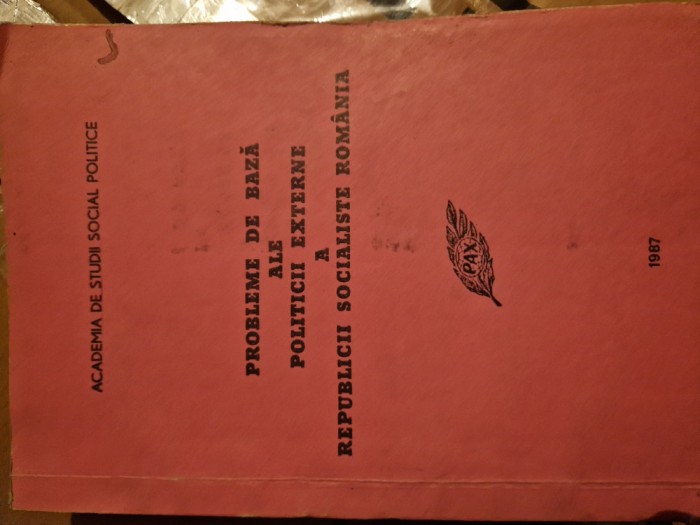 ACADEMIA DE STUDII SOCIAL POLITICE
PROBLEME DE BAZĂ
ALE
POLITICII EXTERNE
A
REPUBLICII SOCIALISTE ROMÂNIA
PAX
1987